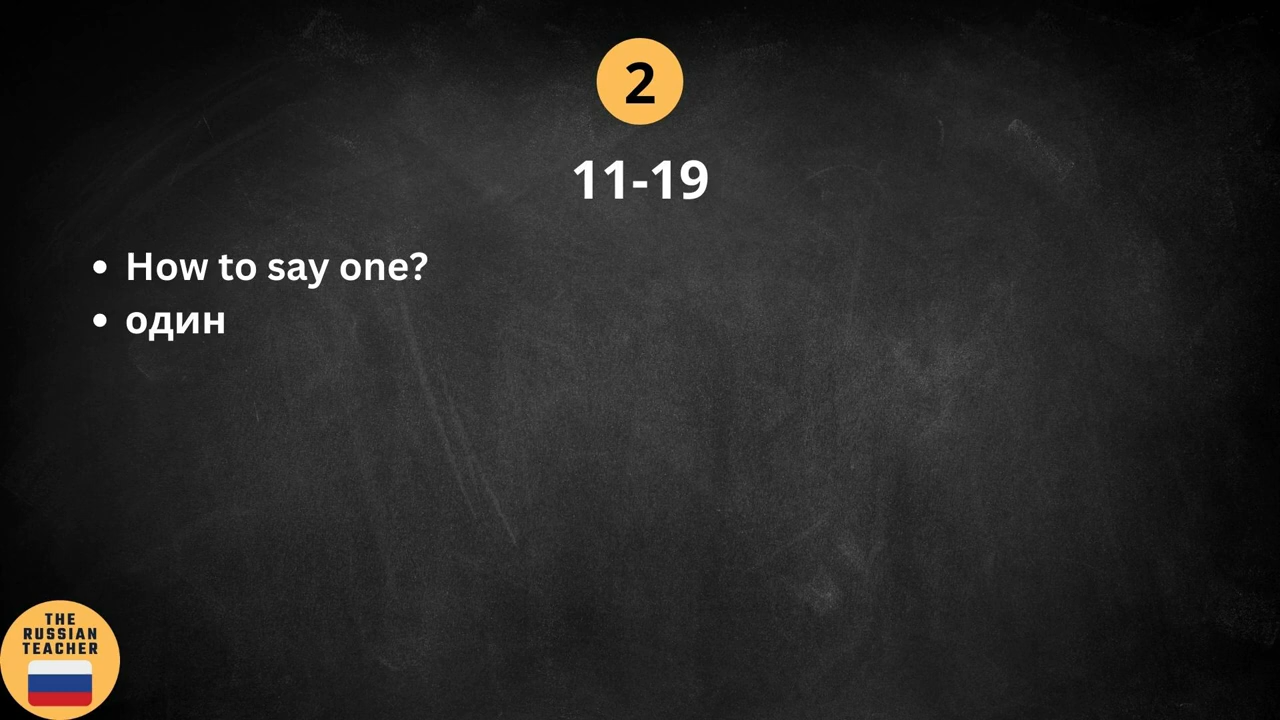 2
11-19
• How to say one?
• один
THE
RUSSIAN
TEACHER